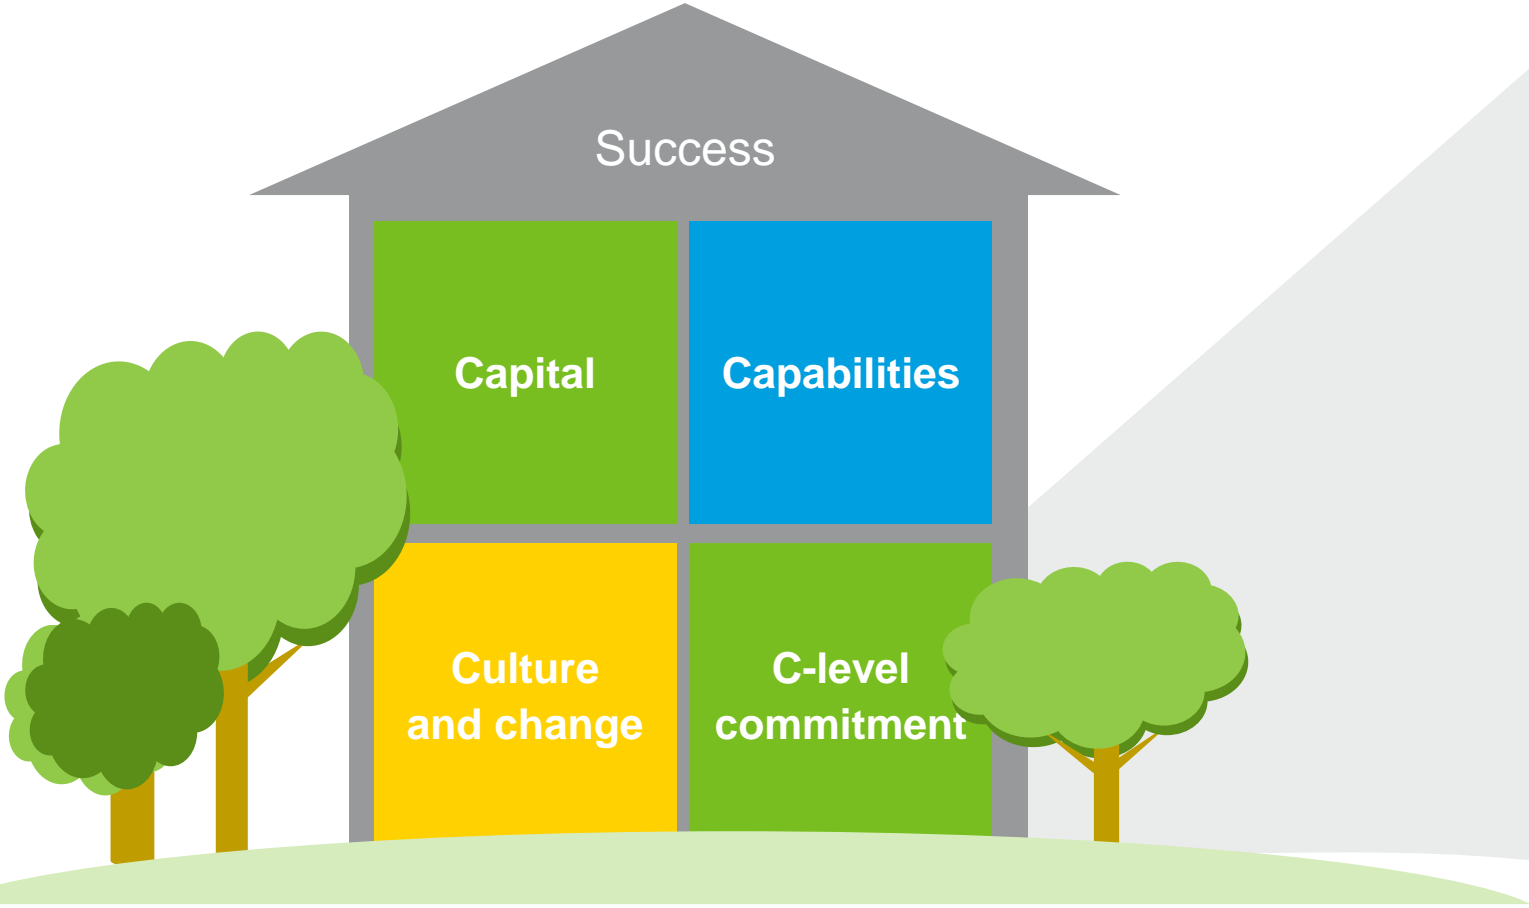 Success
Capital
Capabilities
Culture
and change
C-level
commitment